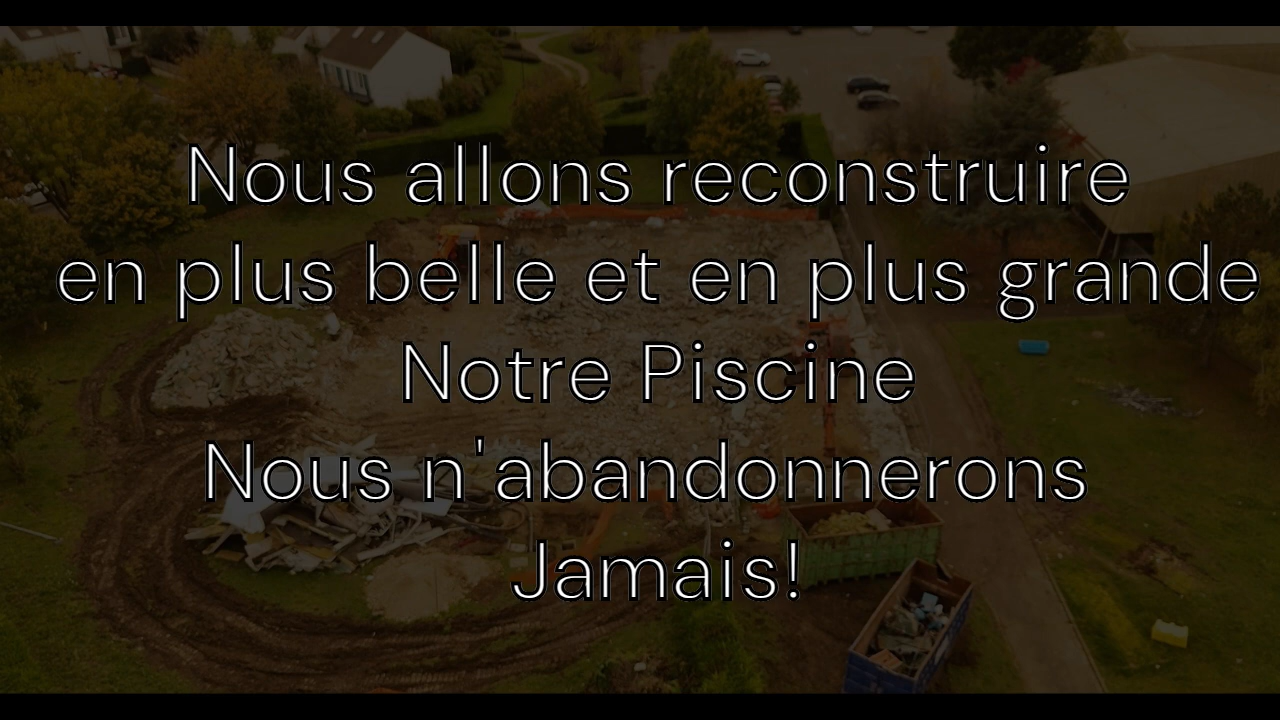 Nous allons reconstruire
en plus belle et en plus grande
Notre Piscine
Nous n'abandonnerons
Jamais!